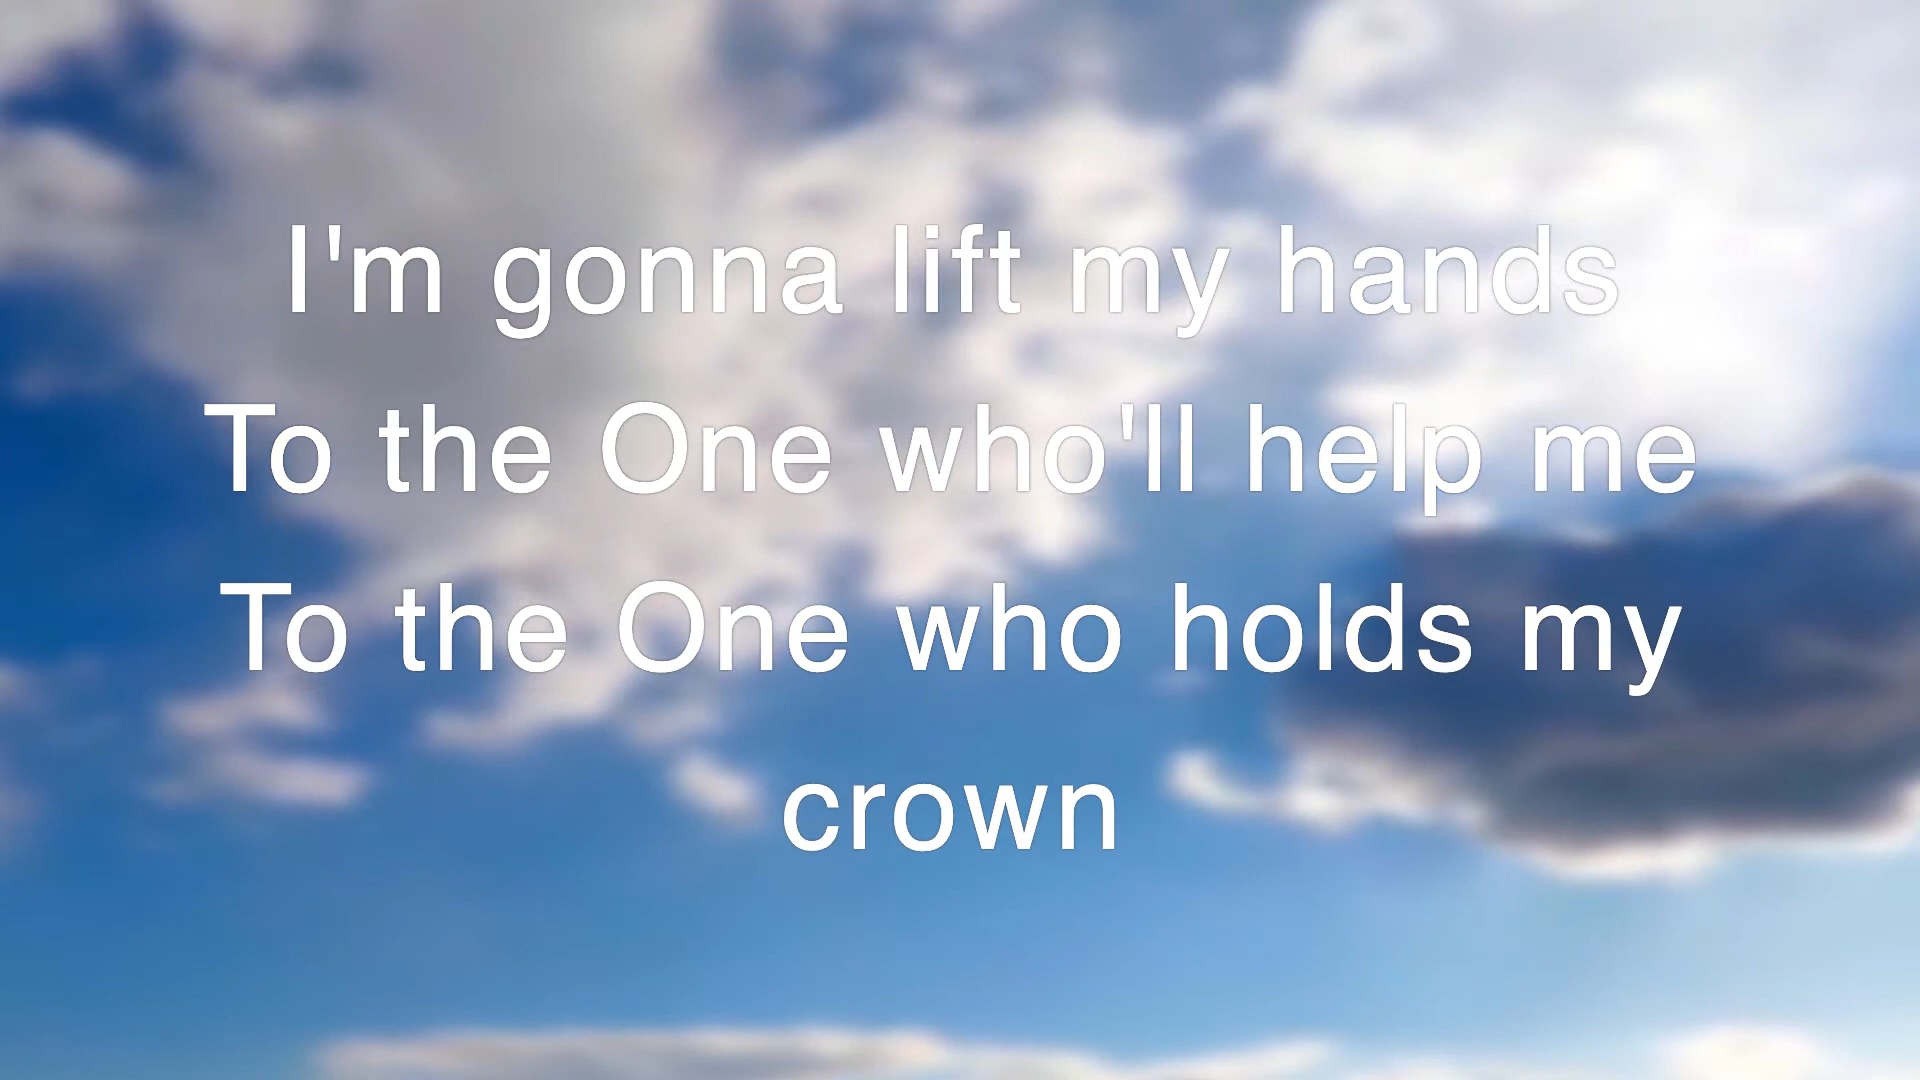 I'm gonna lift my hands
To the One who'll help me
To the One who holds my
crown